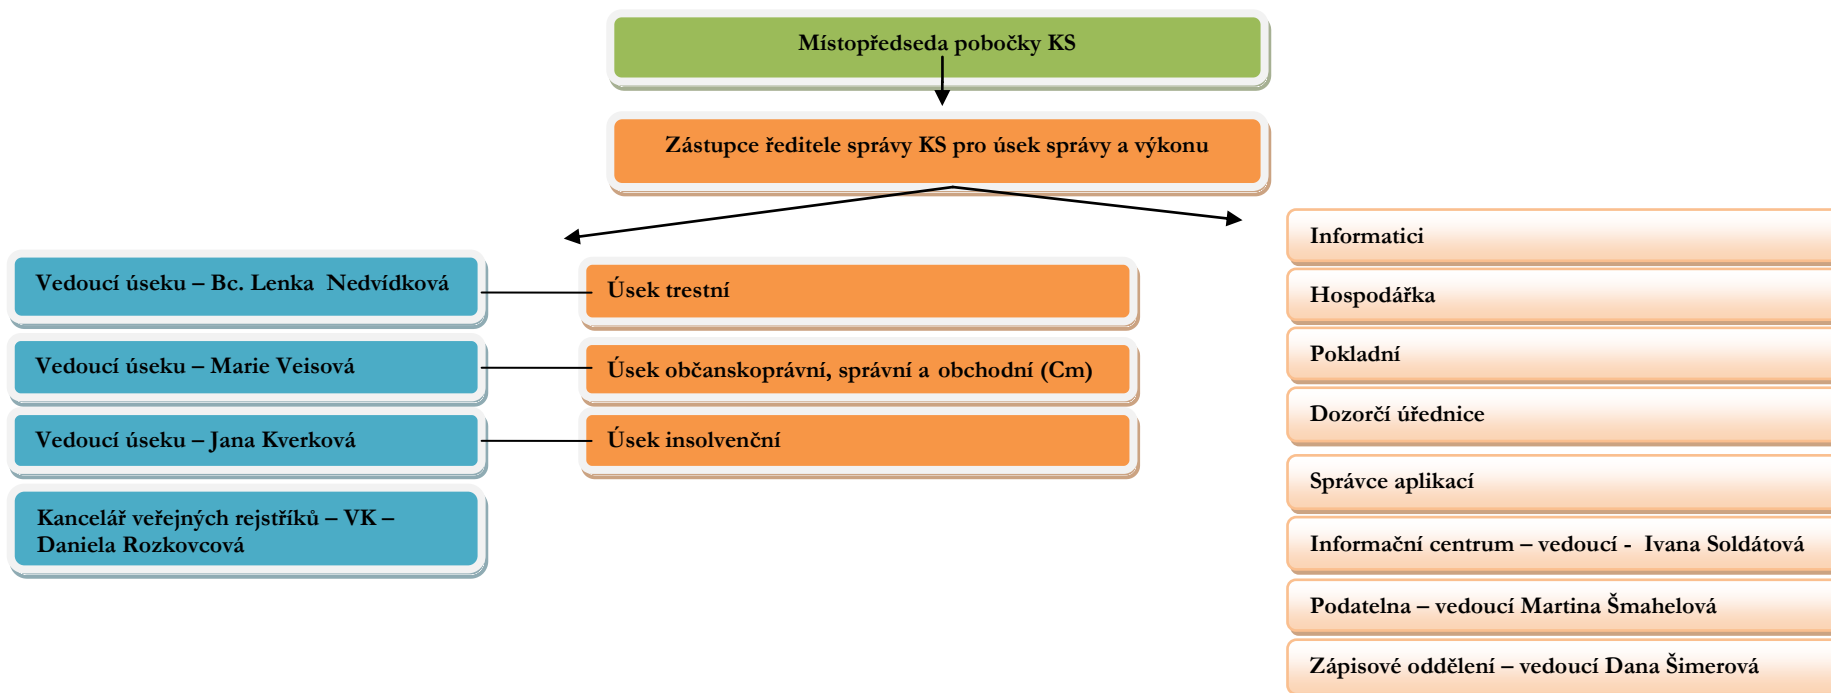 Místopředseda pobočky KS
Zástupce ředitele správy KS pro úsek správy a výkonu
Vedoucí úseku – Bc. Lenka  Nedvídková
Úsek trestní
Vedoucí úseku – Marie Veisová
Úsek občanskoprávní, správní a obchodní (Cm)
Vedoucí úseku – Jana Kverková
Úsek insolvenční
Kancelář veřejných rejstříků – VK –
Daniela Rozkovcová
Informatici
Hospodářka
Pokladní
Dozorčí úřednice
Správce aplikací
Informační centrum – vedoucí -  Ivana Soldátová
Podatelna – vedoucí Martina Šmahelová
Zápisové oddělení – vedoucí Dana Šimerová